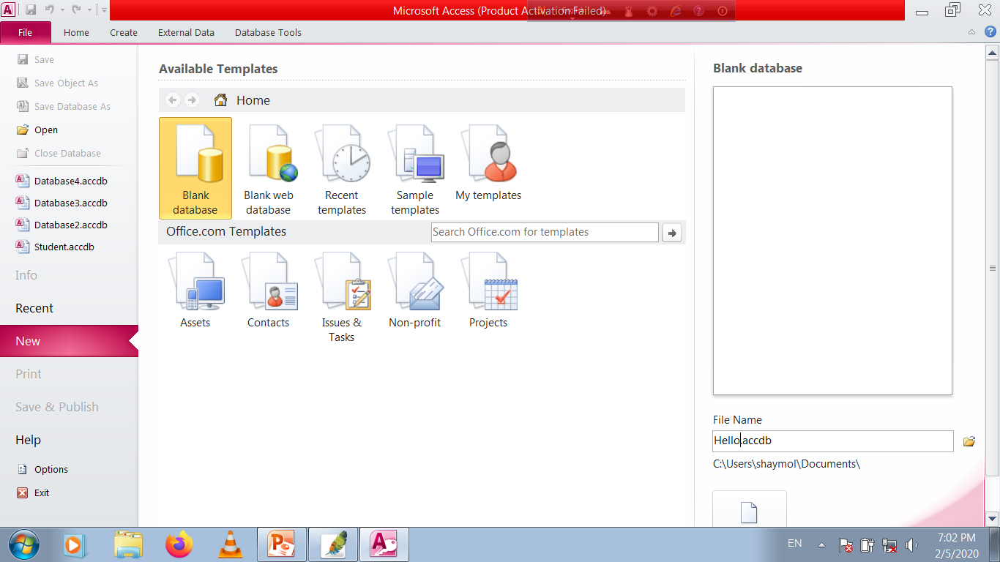 Microsoft Access (Product Activation Failed)
File
Home
Create
External Data
Database Tools
Save
Save Object As
Save Database As
Open
Close Database
Database4.accdb
Database3.accdb
Database2.accdb
Student.accdb
Info
Recent
New
Print
Save & Publish
Help
Options
Exit
Available Templates
Home
Blank
database
Blank web
database
Recent
templates
Sample
templates
My templates
Office.com Templates
Search Office.com for templates
Assets
Contacts
Issues &
Tasks
Non-profit
Projects
Blank database
File Name
Hello.accdb
C:\Users\shaymol\Documents\
EN
7:02 PM
2/5/2020